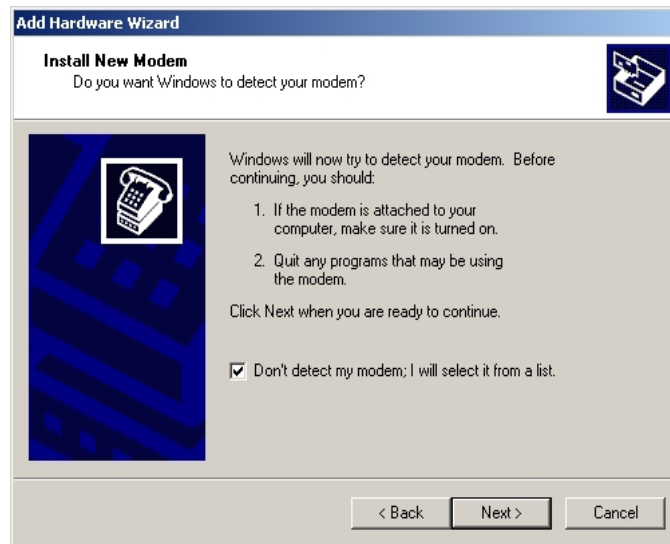 Add Hardware Wizard
Install New Modem
Do you want Windows to detect your modem?
Windows will now try to detect your modem. Before
continuing, you should:
1. If the modem is attached to your
computer, make sure it is turned on.
2. Quit any programs that may be using
the modem.
Click Next when you are ready to continue.
Don't detect my modem; I will select it from a list.
< Back
Next >
Cancel